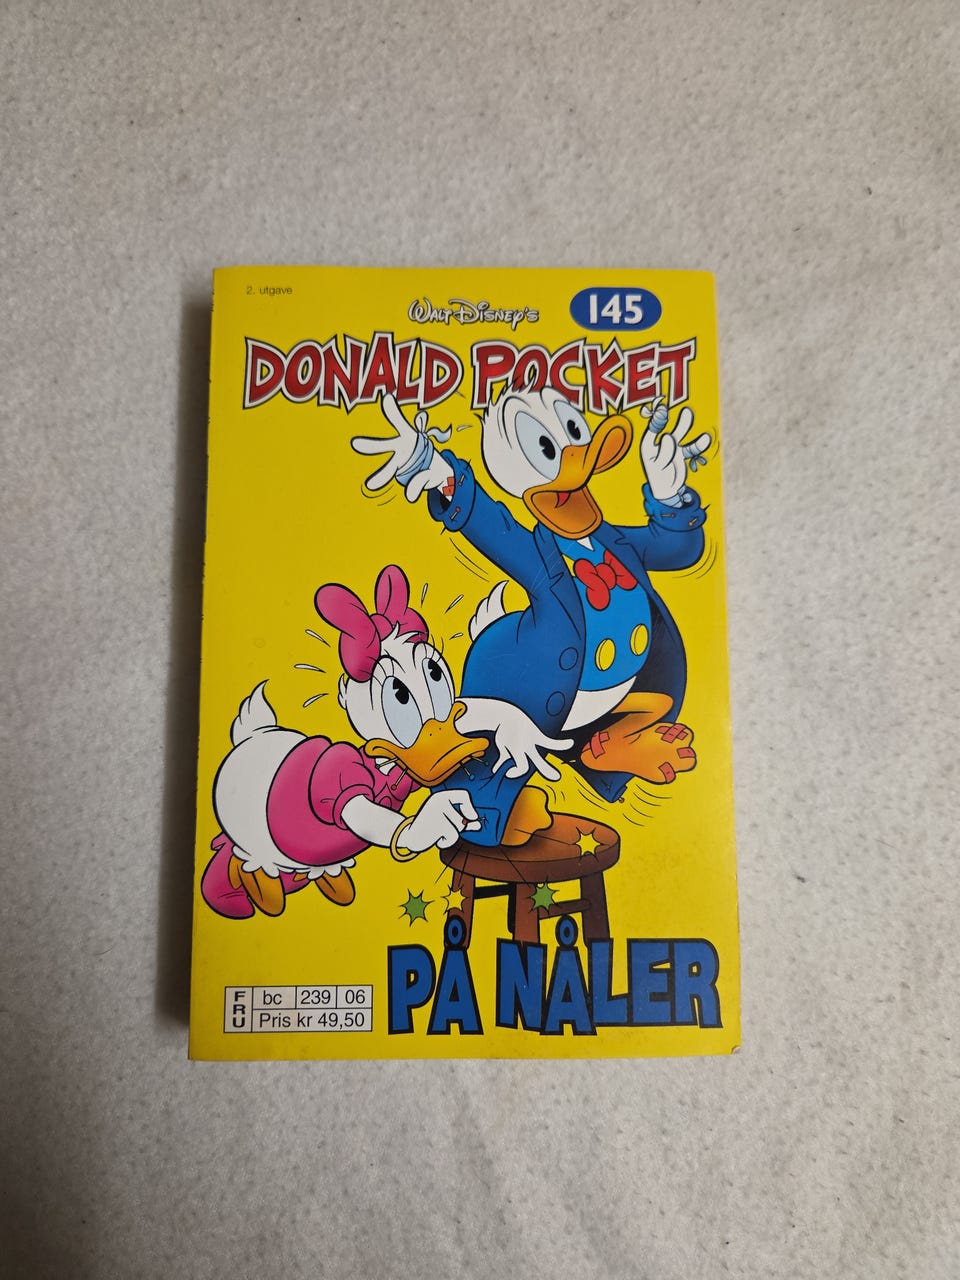 2. utgave
WALT DISNEY'S
145
DONALD POCKET
PÅ NÅLER
FRU
bc 239 06
Pris kr 49,50